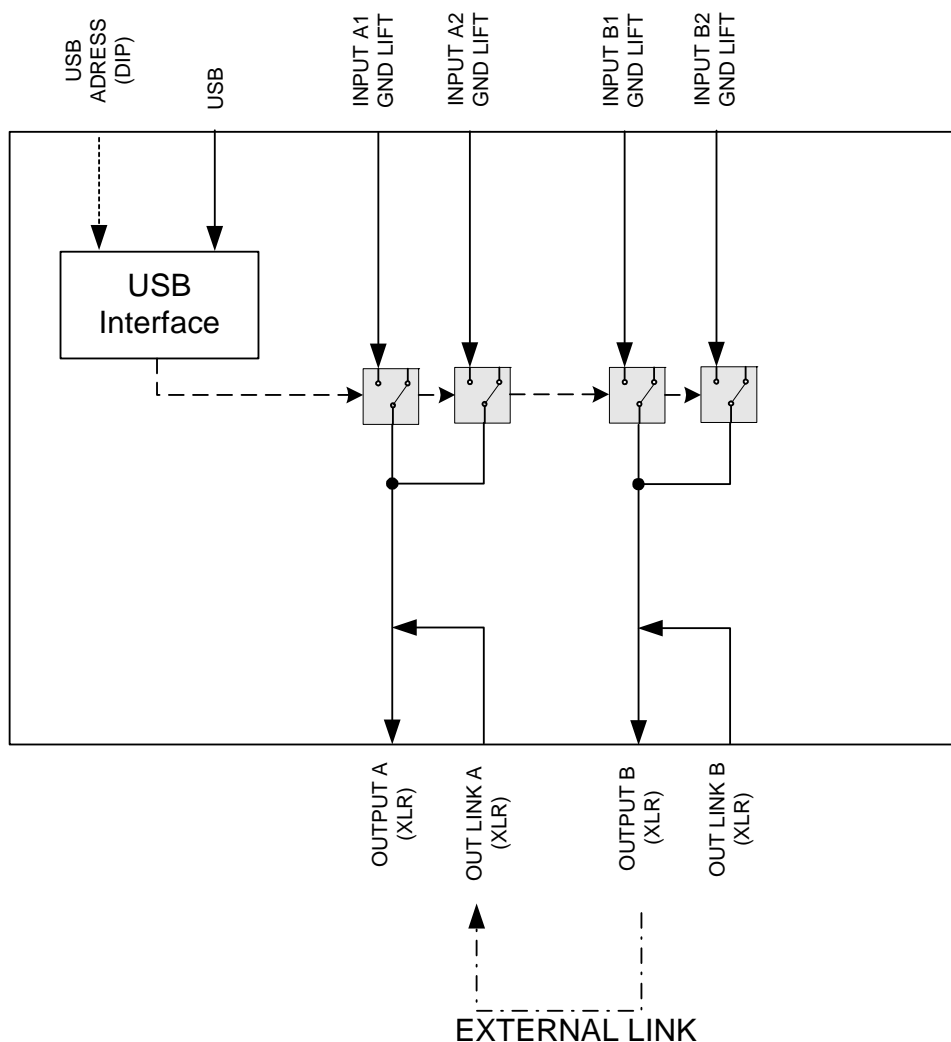 USB
ADRESS
(DIP)
USB
INPUT A1
GND LIFT
INPUT A2
GND LIFT
INPUT B1
GND LIFT
INPUT B2
GND LIFT
USB
Interface
OUTPUT A
(XLR)
OUT LINK A
(XLR)
OUTPUT B
(XLR)
OUT LINK B
(XLR)
EXTERNAL LINK